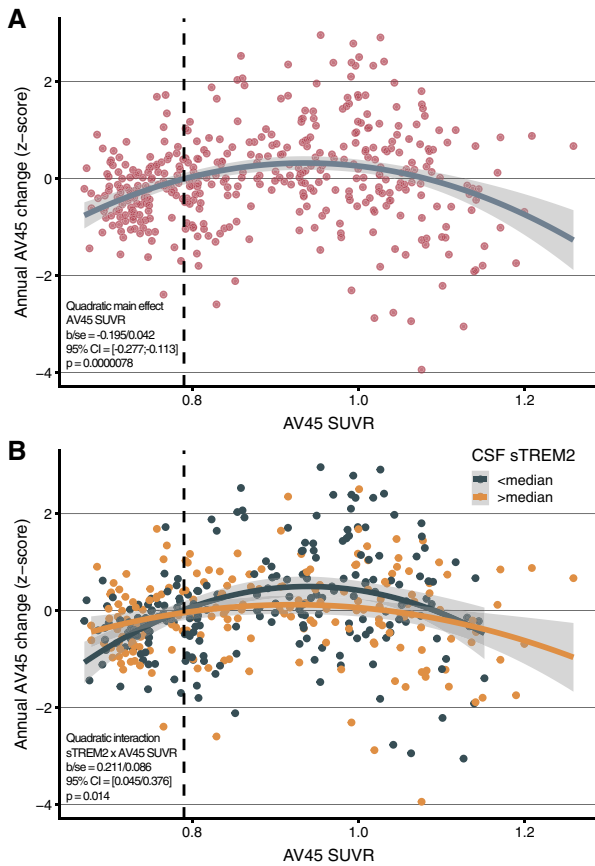 A
Annual AV45 change (z−score)
2
0
−2
−4
Quadratic main effect
AV45 SUVR
b/se = -0.195/0.042
95% CI = [-0.277;-0.113]
p = 0.0000078
0.8
1.0
1.2
AV45 SUVR
B
CSF sTREM2
<median
>median
Annual AV45 change (z−score)
2
0
−2
−4
Quadratic interaction
sTREM2 x AV45 SUVR
b/se = 0.211/0.086
95% CI = [0.045/0.376]
p = 0.014
0.8
1.0
1.2
AV45 SUVR